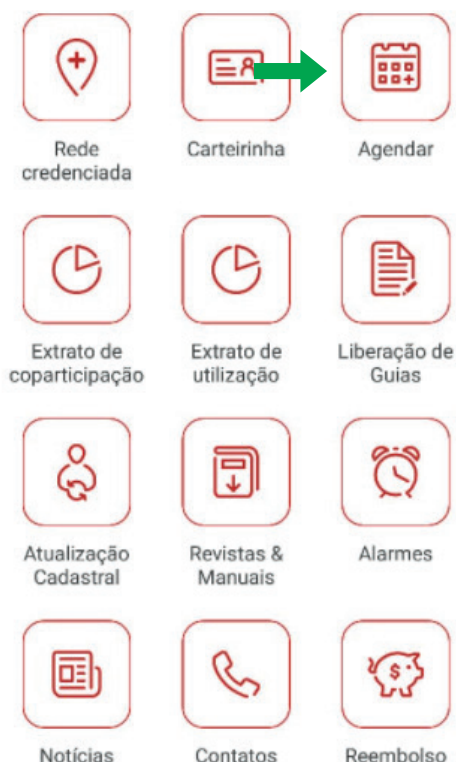 Rede
credenciada
Carteirinha
Agendar
Extrato de
coparticipação
Extrato de
utilização
Liberação de
Guias
Atualização
Cadastral
Revistas &
Manuais
Alarmes
Notícias
Contatos
Reembolso